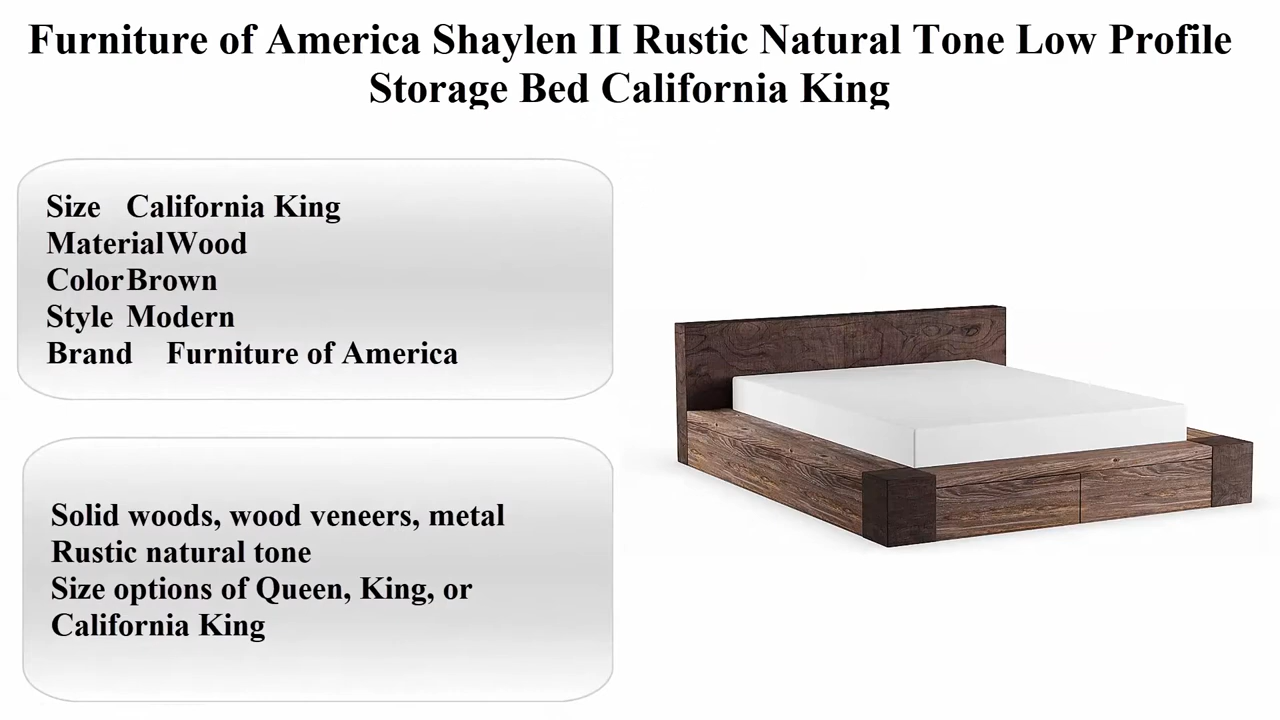 Furniture of America Shaylen II Rustic Natural Tone Low Profile
Storage Bed California King
Size California King
MaterialWood
ColorBrown
Style Modern
Brand Furniture of America
Solid woods, wood veneers, metal
Rustic natural tone
Size options of Queen, King, or
California King